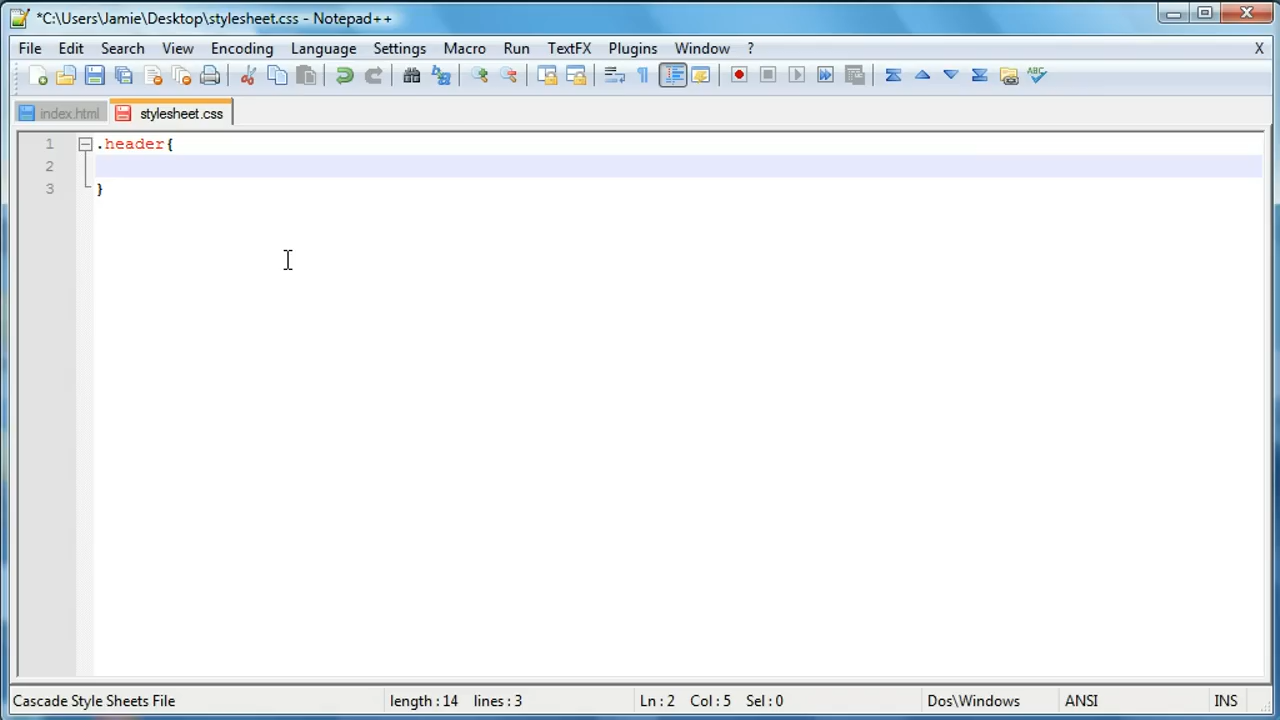 *C:\Users\Jamie\Desktop\stylesheet.css - Notepad++
File Edit Search View Encoding Language Settings Macro Run TextFX Plugins Window ? X
index.html stylesheet.css
1 .header{
2
3 }
Cascade Style Sheets File length : 14 lines : 3 Ln : 2 Col : 5 Sel : 0 Dos\Windows ANSI INS